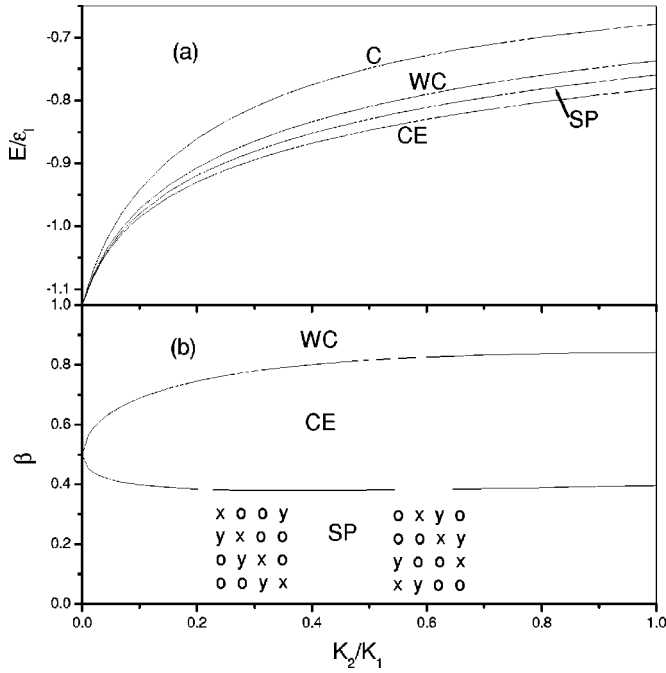 -0.7
(a)
C
WC
-0.8
E/ε₁
SP
CE
-0.9
-1.0
-1.1
1.0
(b)
WC
0.8
0.6
CE
β
0.4
x o o y
o x y o
y x o o
SP
o o x y
0.2
o y x o
y o o x
o o y x
x y o o
0.0
0.0 0.2 0.4 0.6 0.8 1.0
K₂/K₁